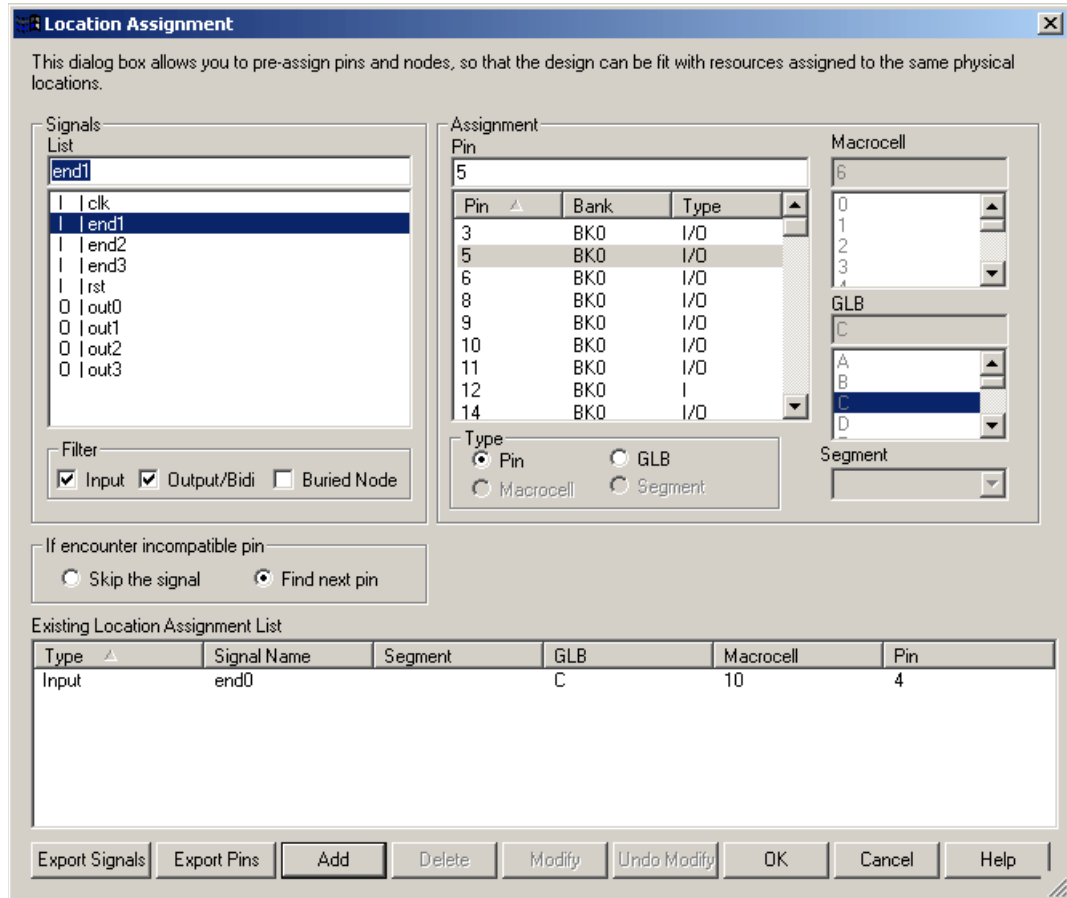 Location Assignment
This dialog box allows you to pre-assign pins and nodes, so that the design can be fit with resources assigned to the same physical
locations.
Signals
List
end1
I | clk
I | end1
I | end2
I | end3
I | rst
O | out0
O | out1
O | out2
O | out3
Filter
Input Output/Bidi Buried Node
Assignment
Pin
5
Pin Bank Type
3 BK0 I/O
5 BK0 I/O
6 BK0 I/O
8 BK0 I/O
9 BK0 I/O
10 BK0 I/O
11 BK0 I/O
12 BK0 I
14 BK0 I/O
Type
Pin GLB
Macrocell Segment
Macrocell
6
0
1
2
3
4
GLB
C
A
B
C
D
Segment
If encounter incompatible pin
Skip the signal Find next pin
Existing Location Assignment List
Type Signal Name Segment GLB Macrocell Pin
Input end0 C 10 4
Export Signals Export Pins Add Delete Modify Undo Modify OK Cancel Help